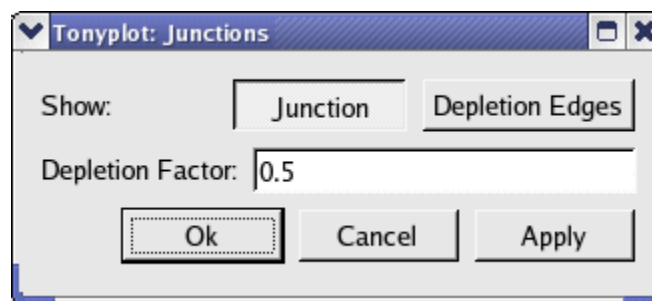 Tonyplot: Junctions
Show: Junction Depletion Edges
Depletion Factor: 0.5
Ok Cancel Apply